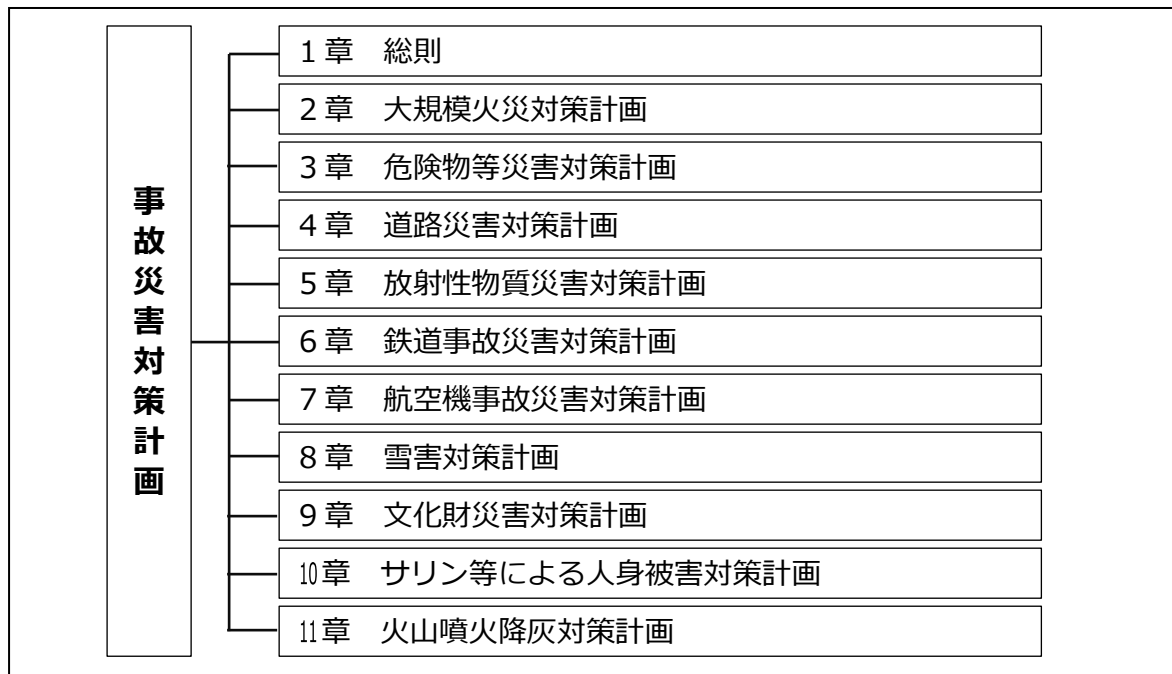 事故災害対策計画
1章 総則
2章 大規模火災対策計画
3章 危険物等災害対策計画
4章 道路災害対策計画
5章 放射性物質災害対策計画
6章 鉄道事故災害対策計画
7章 航空機事故災害対策計画
8章 雪害対策計画
9章 文化財災害対策計画
10章 サリン等による人身被害対策計画
11章 火山噴火降灰対策計画